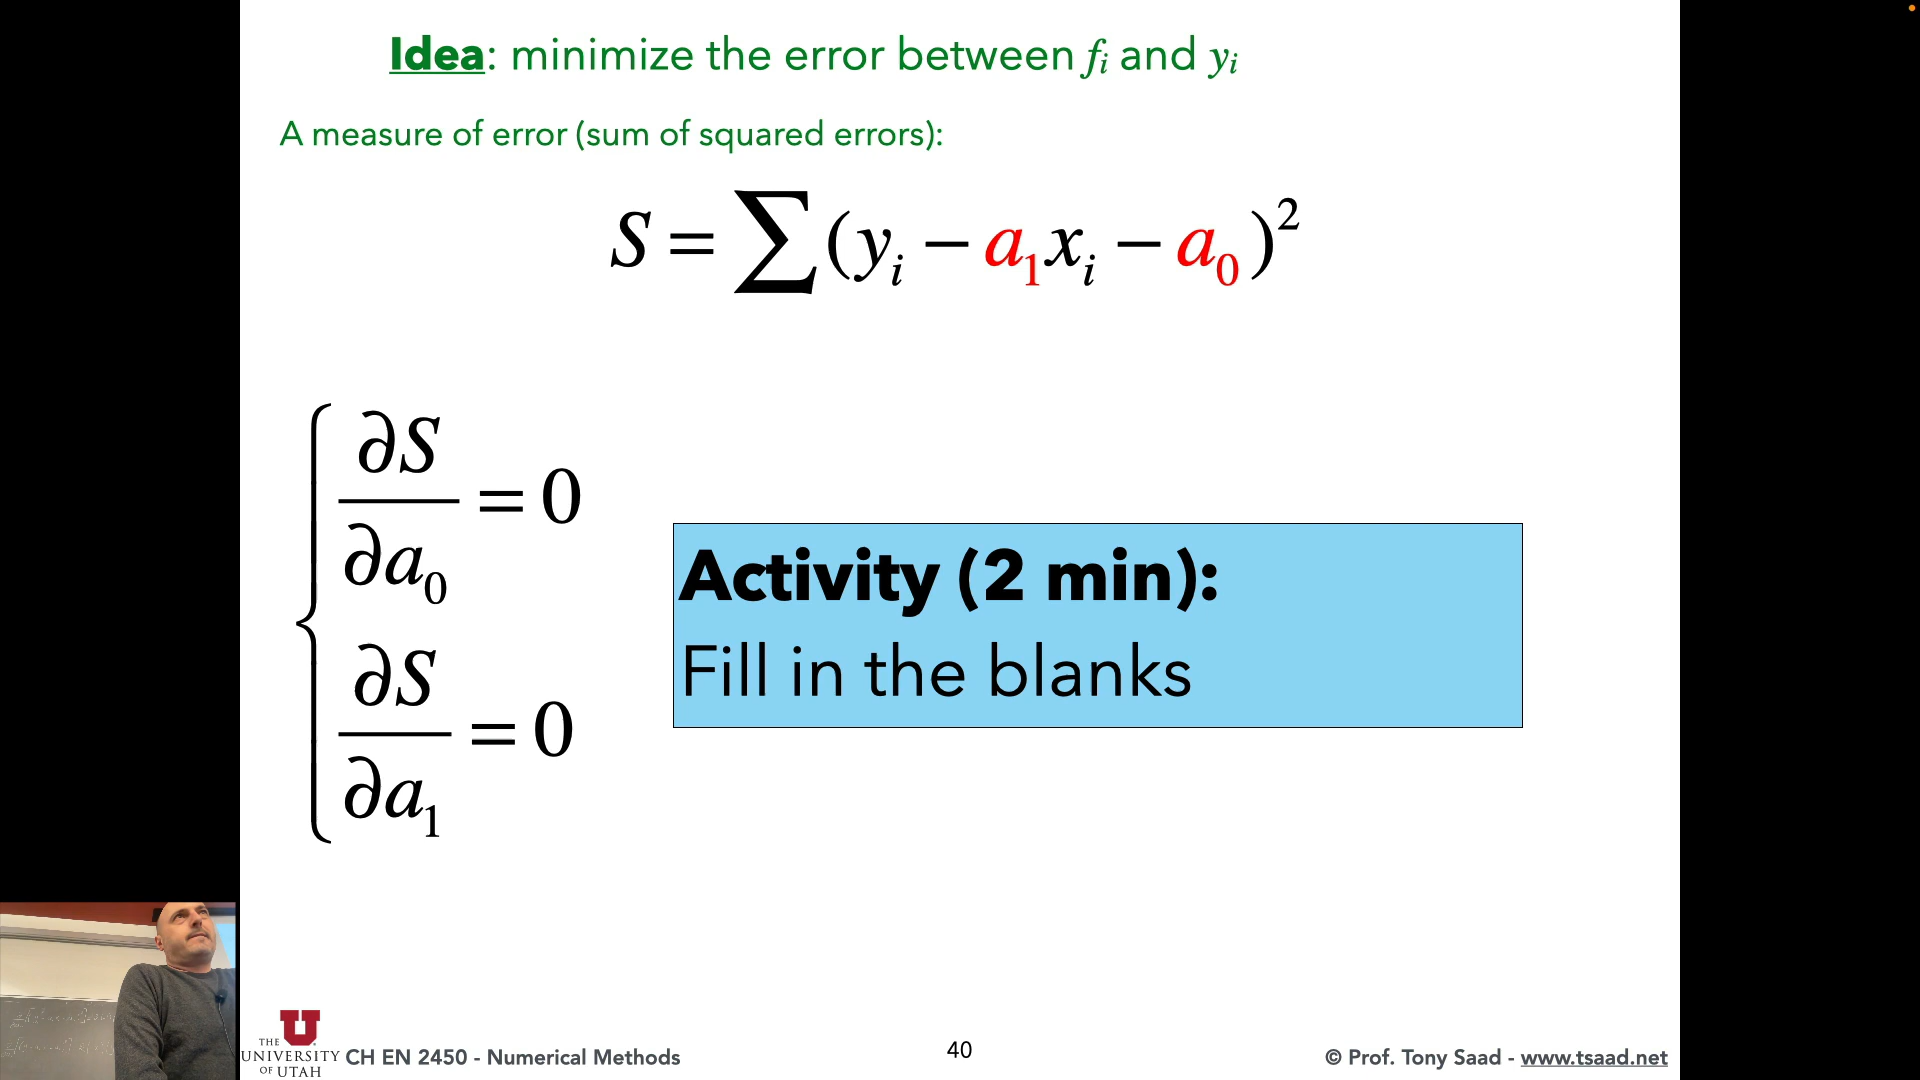 Idea: minimize the error between fᵢ and yᵢ
A measure of error (sum of squared errors):
S = ∑(yᵢ − a₁xᵢ − a₀)²
∂S/∂a₀ = 0
∂S/∂a₁ = 0
Activity (2 min):
Fill in the blanks
U
THE
UNIVERSITY
OF UTAH
CH EN 2450 - Numerical Methods
40
© Prof. Tony Saad - www.tsaad.net